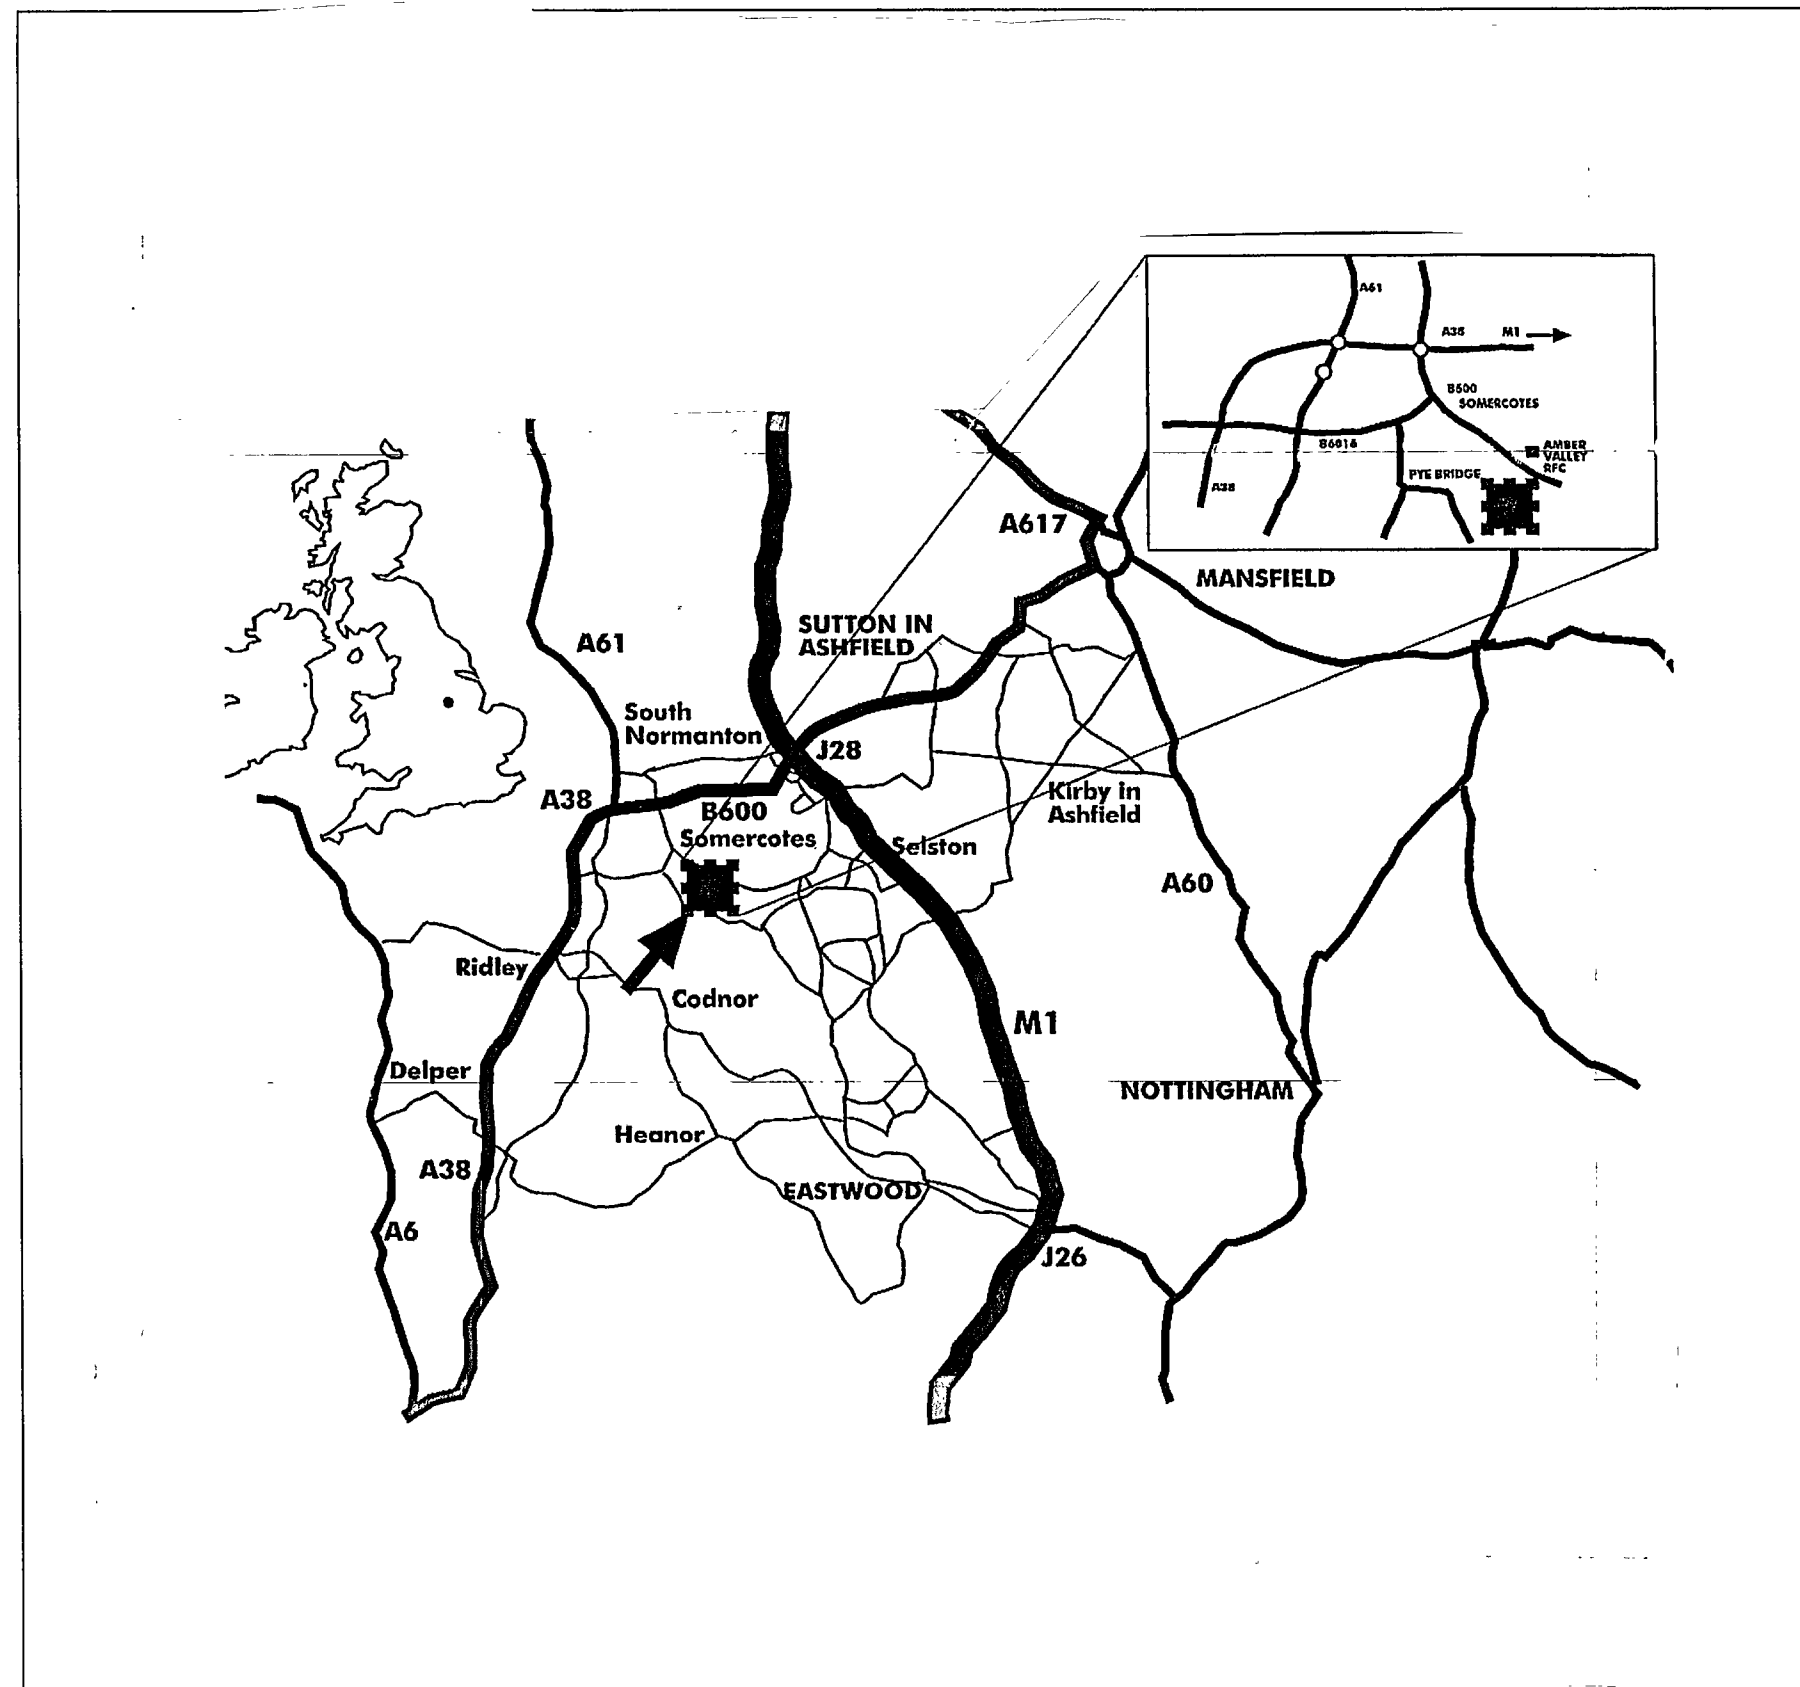 A61
A38
M1
B600
SOMERCOTES
B6016
AMBER
VALLEY
RFC
PYE BRIDGE
A38
A617
MANSFIELD
SUTTON IN
ASHFIELD
A61
South
Normanton
J28
A38
B600
Somercotes
Kirby in
Ashfield
Selston
A60
Ridley
Codnor
M1
Delper
NOTTINGHAM
Heanor
A38
EASTWOOD
A6
J26